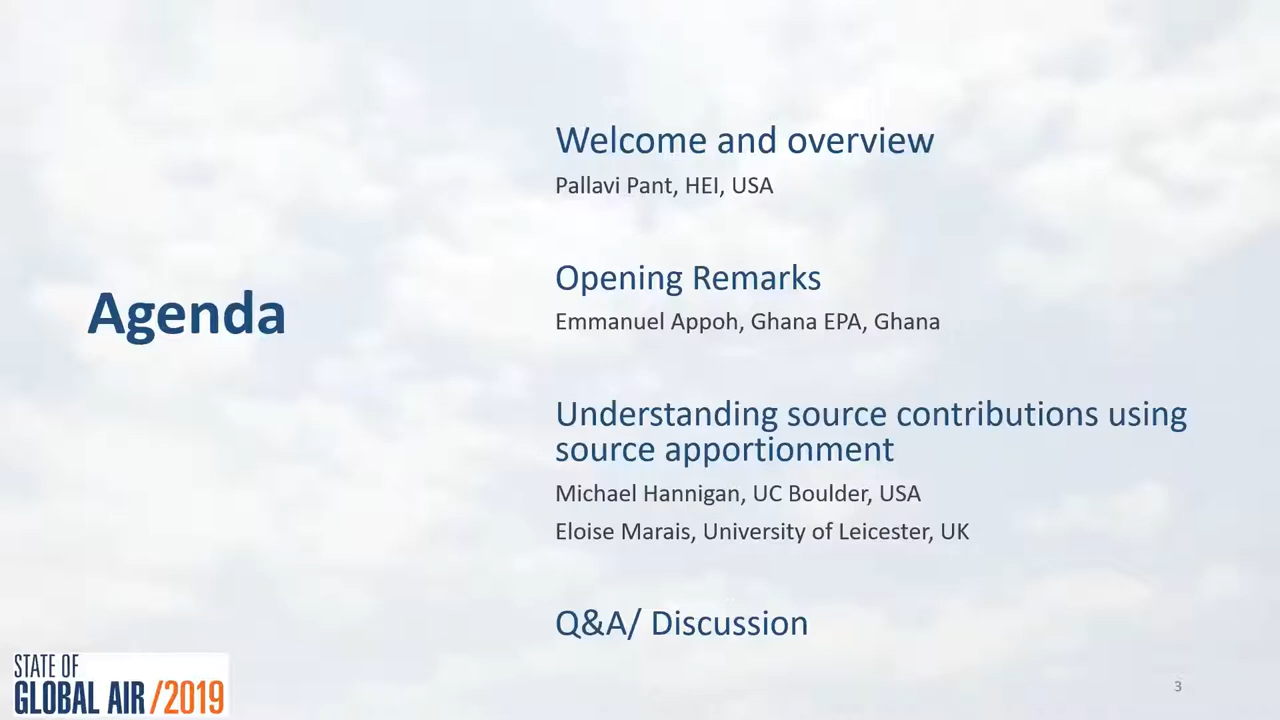 Agenda
Welcome and overview
Pallavi Pant, HEI, USA
Opening Remarks
Emmanuel Appoh, Ghana EPA, Ghana
Understanding source contributions using
source apportionment
Michael Hannigan, UC Boulder, USA
Eloise Marais, University of Leicester, UK
Q&A/ Discussion
STATE OF
GLOBAL AIR/2019
3